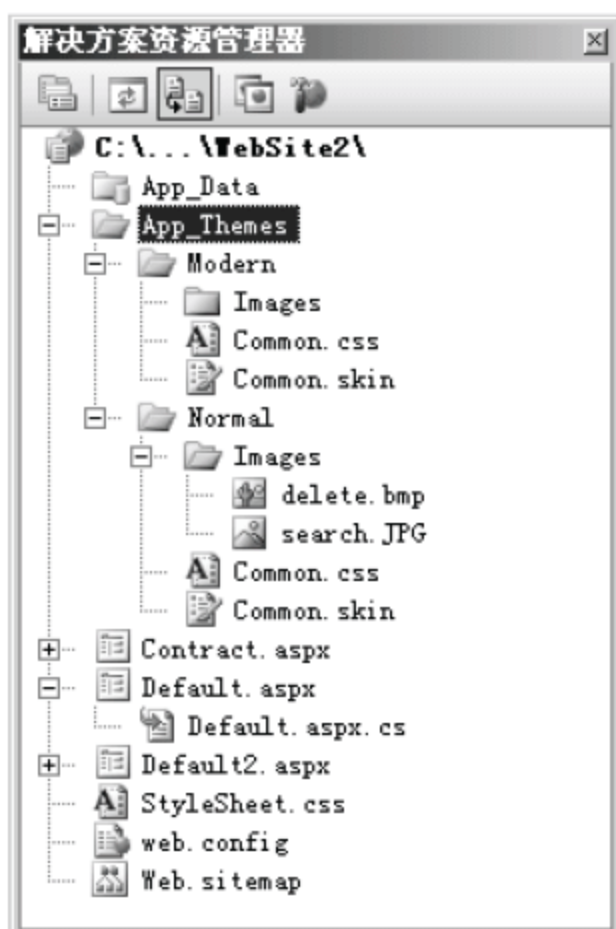 解决方案资源管理器
C:\...\WebSite2\
App_Data
App_Themes
Modern
Images
Common.css
Common.skin
Normal
Images
delete.bmp
search.JPG
Common.css
Common.skin
Contract.aspx
Default.aspx
Default.aspx.cs
Default2.aspx
StyleSheet.css
web.config
Web.sitemap